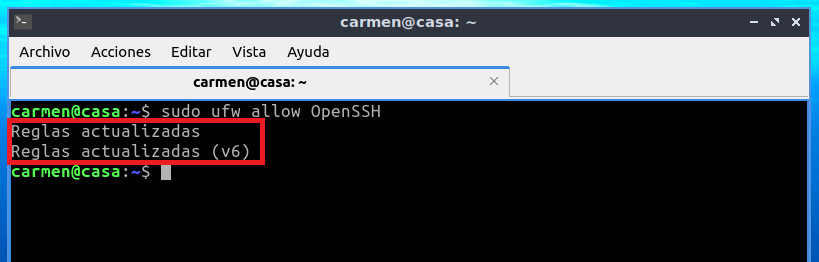 carmen@casa: ~
Archivo Acciones Editar Vista Ayuda
carmen@casa: ~
carmen@casa:~$ sudo ufw allow OpenSSH
Reglas actualizadas
Reglas actualizadas (v6)
carmen@casa:~$